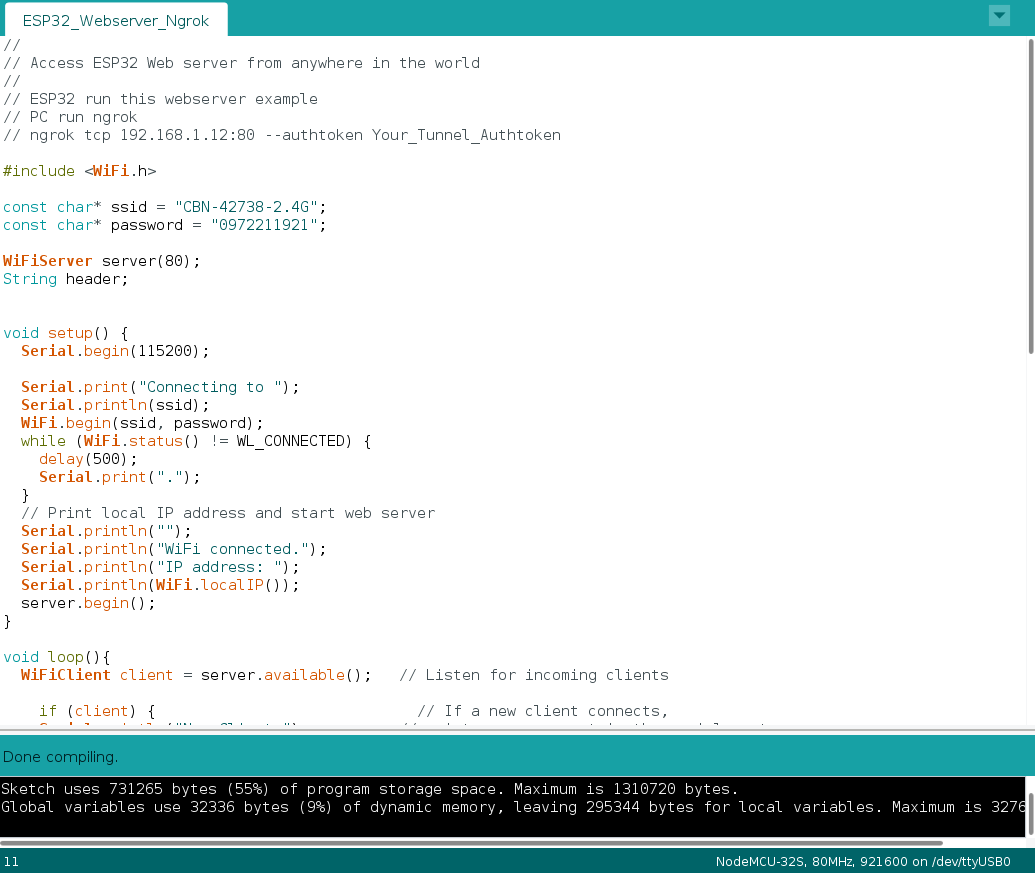 ESP32_Webserver_Ngrok
//
// Access ESP32 Web server from anywhere in the world
//
// ESP32 run this webserver example
// PC run ngrok
// ngrok tcp 192.168.1.12:80 --authtoken Your_Tunnel_Authtoken
#include <WiFi.h>
const char* ssid = "CBN-42738-2.4G";
const char* password = "0972211921";
WiFiServer server(80);
String header;
void setup() {
  Serial.begin(115200);
  Serial.print("Connecting to ");
  Serial.println(ssid);
  WiFi.begin(ssid, password);
  while (WiFi.status() != WL_CONNECTED) {
    delay(500);
    Serial.print(".");
  }
  // Print local IP address and start web server
  Serial.println("");
  Serial.println("WiFi connected.");
  Serial.println("IP address: ");
  Serial.println(WiFi.localIP());
  server.begin();
}
void loop(){
  WiFiClient client = server.available();   // Listen for incoming clients
    if (client) {                             // If a new client connects,
Done compiling.
Sketch uses 731265 bytes (55%) of program storage space. Maximum is 1310720 bytes.
Global variables use 32336 bytes (9%) of dynamic memory, leaving 295344 bytes for local variables. Maximum is 3276
11
NodeMCU-32S, 80MHz, 921600 on /dev/ttyUSB0